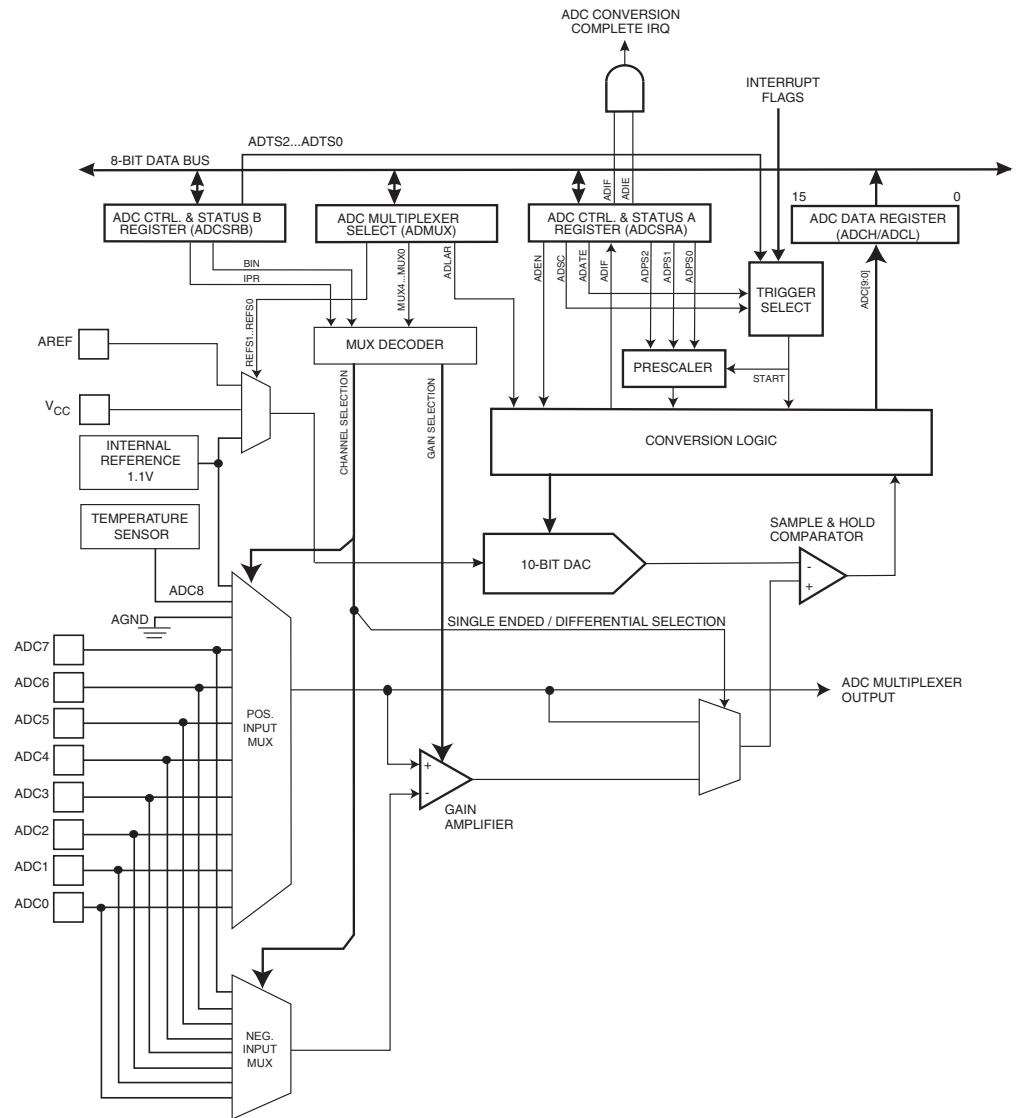 ADC CONVERSION
COMPLETE IRQ
INTERRUPT
FLAGS
ADTS2...ADTS0
8-BIT DATA BUS
ADIF
ADIE
15
0
ADC CTRL. & STATUS B
REGISTER (ADCSRB)
ADC MULTIPLEXER
SELECT (ADMUX)
ADC CTRL. & STATUS A
REGISTER (ADCSRA)
ADC DATA REGISTER
(ADCH/ADCL)
BIN
IPR
REFS1...REFS0
MUX4...MUX0
ADLAR
ADEN
ADSC
ADATE
ADIF
ADPS2
ADPS1
ADPS0
TRIGGER
SELECT
ADC[9:0]
AREF
MUX DECODER
PRESCALER
START
VCC
CHANNEL SELECTION
GAIN SELECTION
CONVERSION LOGIC
INTERNAL
REFERENCE
1.1V
TEMPERATURE
SENSOR
SAMPLE & HOLD
COMPARATOR
10-BIT DAC
-
+
ADC8
AGND
SINGLE ENDED / DIFFERENTIAL SELECTION
ADC7
ADC6
ADC5
ADC4
ADC3
ADC2
ADC1
ADC0
POS.
INPUT
MUX
ADC MULTIPLEXER
OUTPUT
+
-
GAIN
AMPLIFIER
NEG.
INPUT
MUX